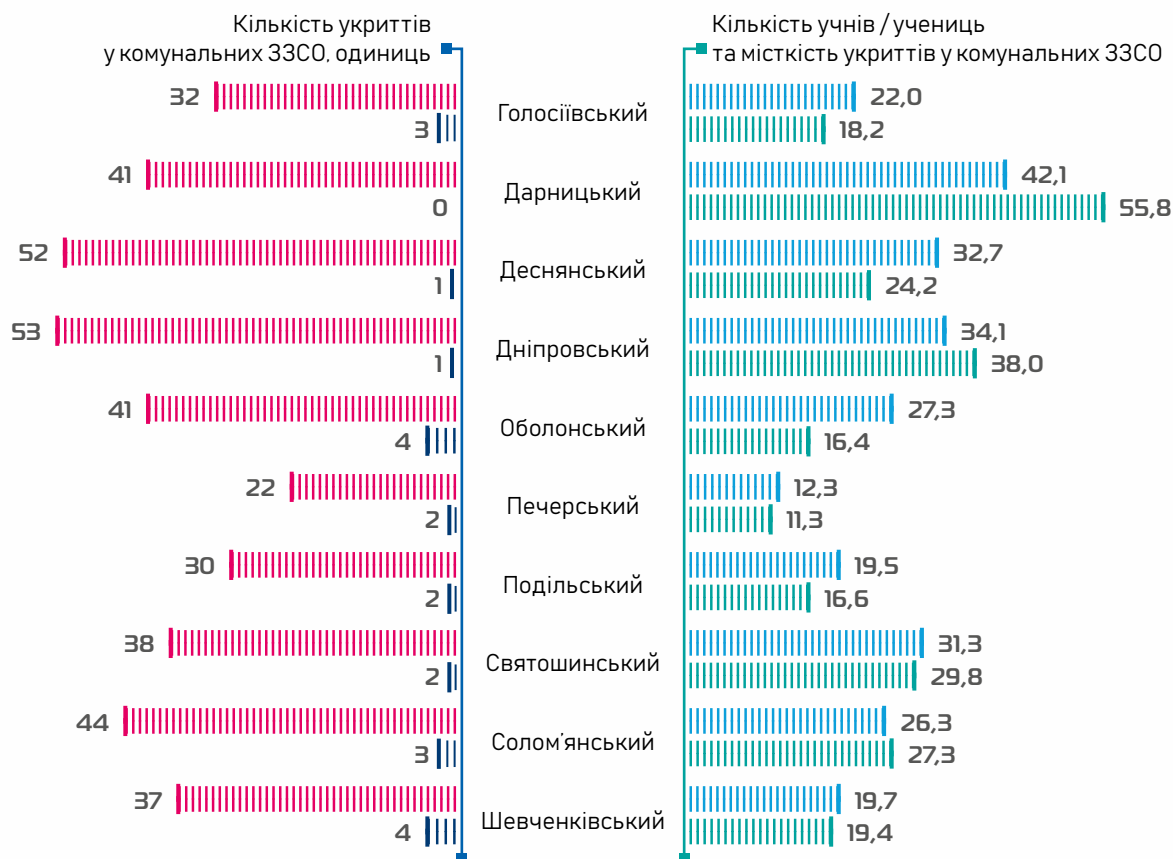 Кількість укриттів
у комунальних ЗЗСО, одиниць
Кількість учнів / учениць
та місткість укриттів у комунальних ЗЗСО
32
3
Голосіївський
22,0
18,2
41
0
Дарницький
42,1
55,8
52
1
Деснянський
32,7
24,2
53
1
Дніпровський
34,1
38,0
41
4
Оболонський
27,3
16,4
22
2
Печерський
12,3
11,3
30
2
Подільський
19,5
16,6
38
2
Святошинський
31,3
29,8
44
3
Солом'янський
26,3
27,3
37
4
Шевченківський
19,7
19,4